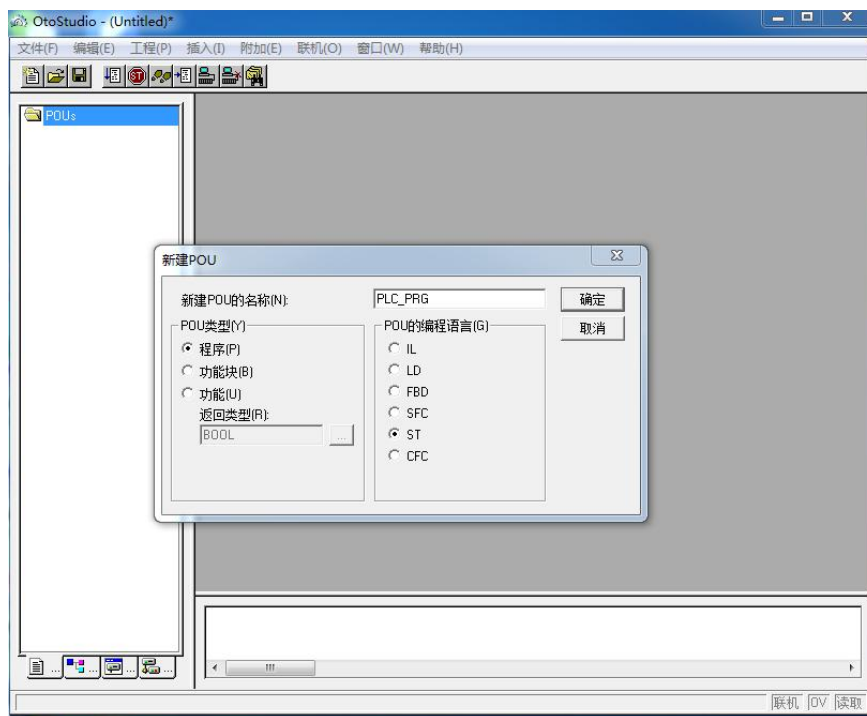 OtoStudio - (Untitled)*
文件(F) 编辑(E) 工程(P) 插入(I) 附加(E) 联机(O) 窗口(W) 帮助(H)
POUs
新建POU
新建POU的名称(N): PLC_PRG 确定
POU类型(Y) POU的编程语言(G) 取消
程序(P) IL
功能块(B) LD
功能(U) FBD
返回类型(R): SFC
BOOL ... ST
CFC
... ... ... ...
联机 OV 读取